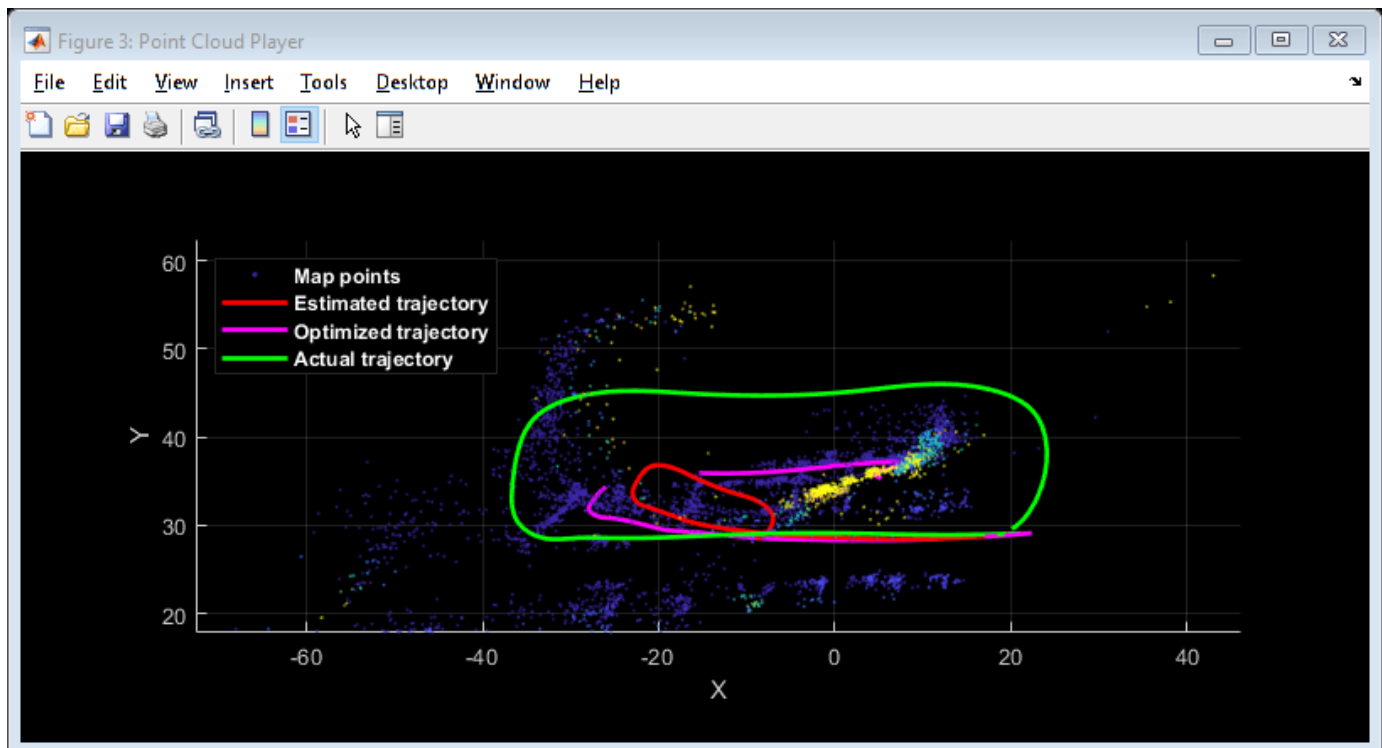 Figure 3: Point Cloud Player
File Edit View Insert Tools Desktop Window Help
Map points
Estimated trajectory
Optimized trajectory
Actual trajectory
60
50
40
30
20
Y
-60 -40 -20 0 20 40
X